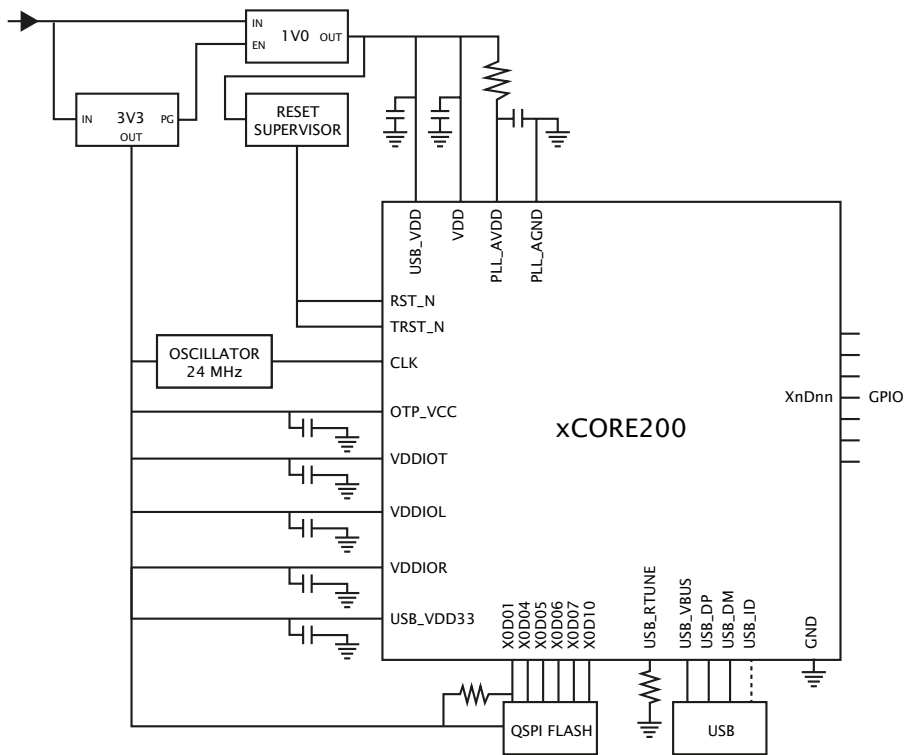 IN
1V0
OUT
EN
IN
3V3
PG
OUT
RESET
SUPERVISOR
USB_VDD
VDD
PLL_AVDD
PLL_AGND
RST_N
TRST_N
OSCILLATOR
24 MHz
CLK
XnDnn
GPIO
OTP_VCC
xCORE200
VDDIOT
VDDIOL
VDDIOR
USB_VDD33
X0D01
X0D04
X0D05
X0D06
X0D07
X0D10
USB_RTUNE
USB_VBUS
USB_DP
USB_DM
USB_ID
GND
QSPI FLASH
USB